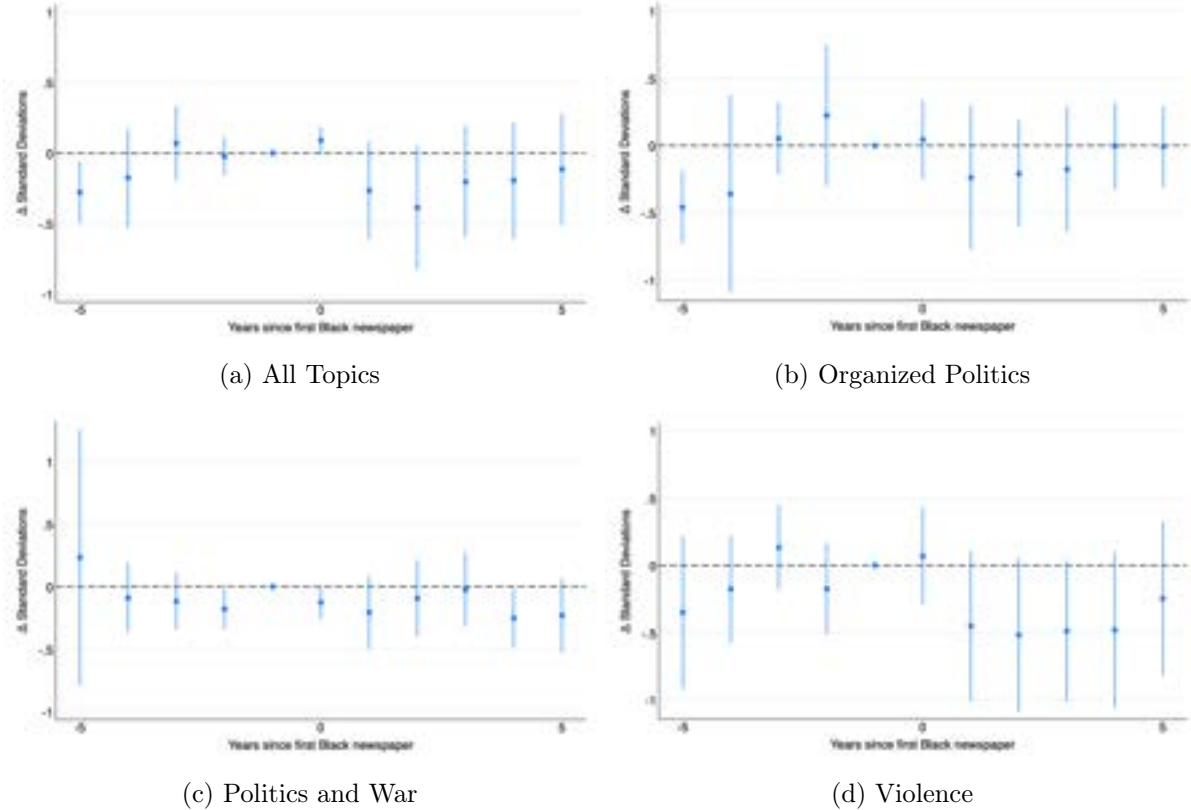 1
.5
0
-.5
-1
Δ Standard Deviations
-5
0
5
Years since first Black newspaper
(a) All Topics
1
.5
0
-.5
-1
Δ Standard Deviations
-5
0
5
Years since first Black newspaper
(b) Organized Politics
1
.5
0
-.5
-1
Δ Standard Deviations
-5
0
5
Years since first Black newspaper
(c) Politics and War
1
.5
0
-.5
-1
Δ Standard Deviations
-5
0
5
Years since first Black newspaper
(d) Violence